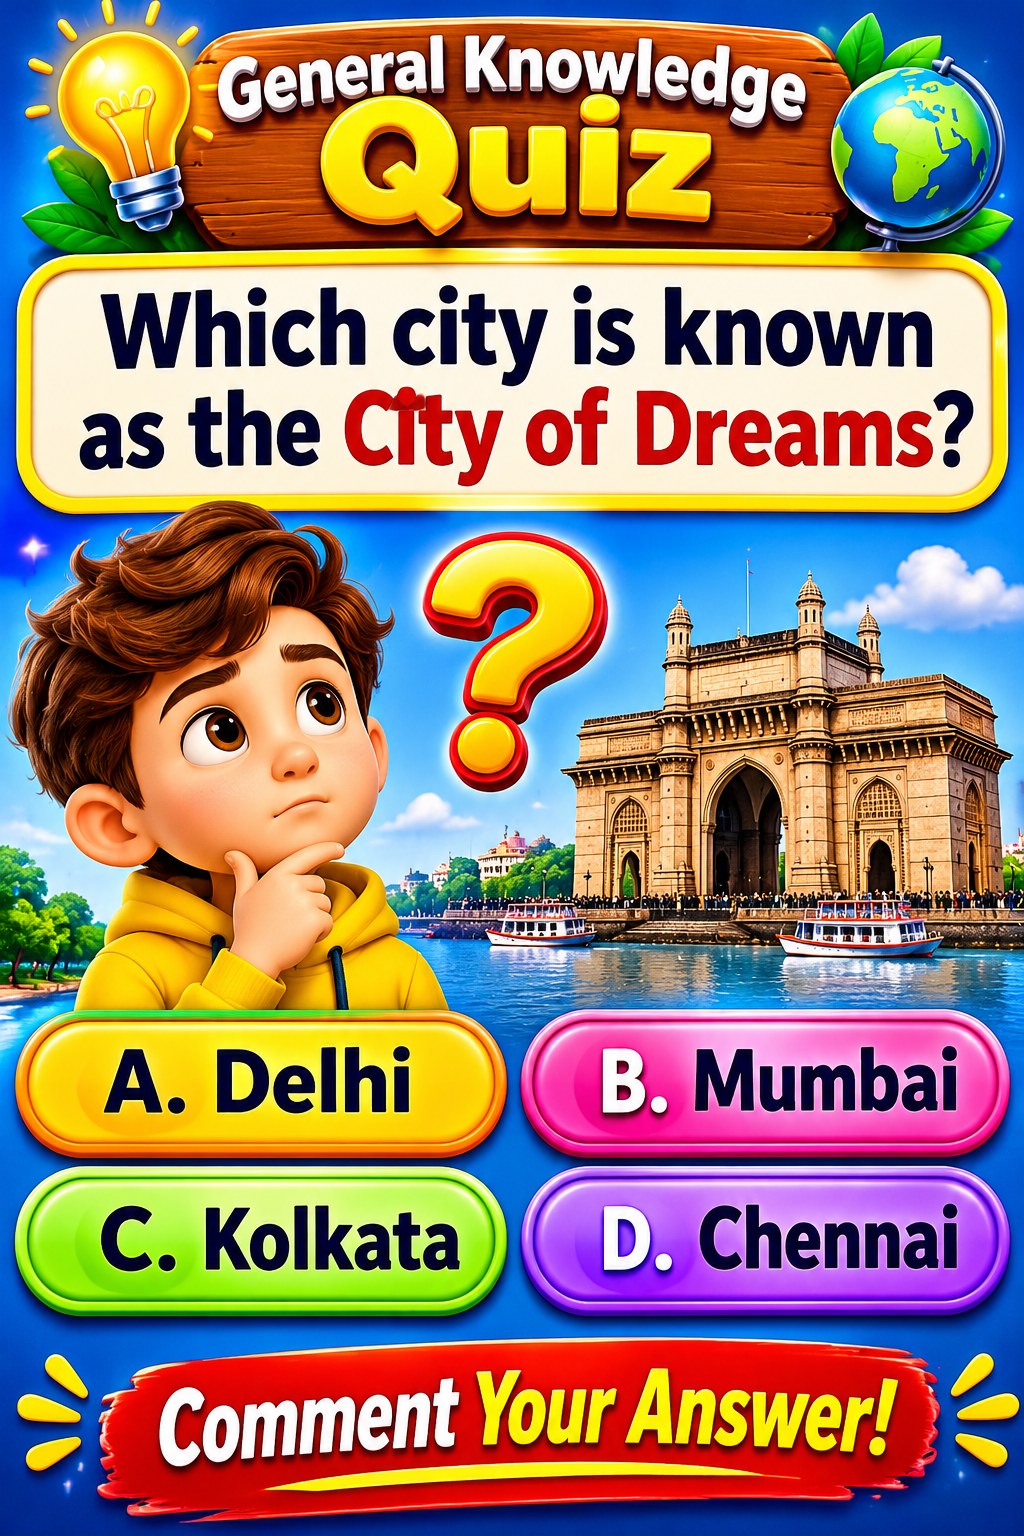 General Knowledge
Quiz
Which city is known
as the City of Dreams?
?
A. Delhi
B. Mumbai
C. Kolkata
D. Chennai
Comment Your Answer!